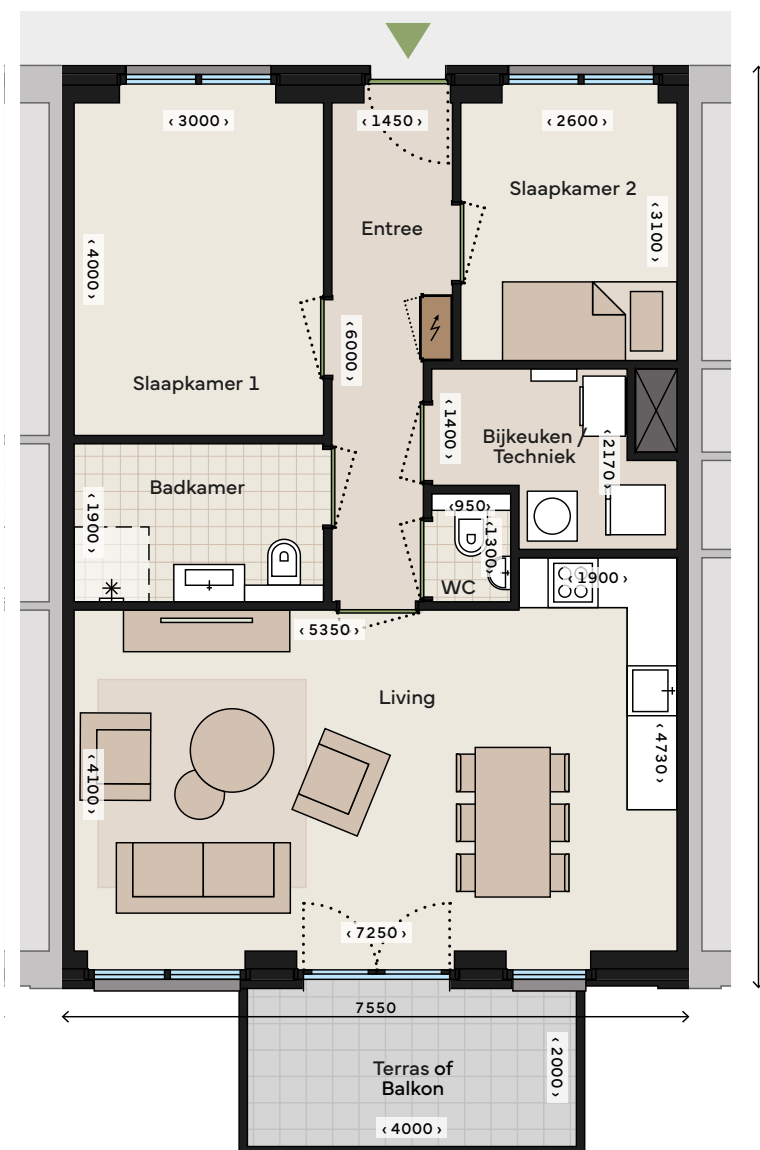 ‹ 3000 ›
‹ 1450 ›
‹ 2600 ›
Slaapkamer 2
Entree
‹ 3100 ›
‹ 4000 ›
‹ 6000 ›
Slaapkamer 1
‹ 1400 ›
Bijkeuken /
Techniek
‹ 2170 ›
Badkamer
‹ 1900 ›
‹950›
‹1300›
WC
‹ 1900 ›
‹ 5350 ›
Living
‹ 4730 ›
‹ 4100 ›
‹ 7250 ›
7550
Terras of
Balkon
‹ 2000 ›
‹ 4000 ›